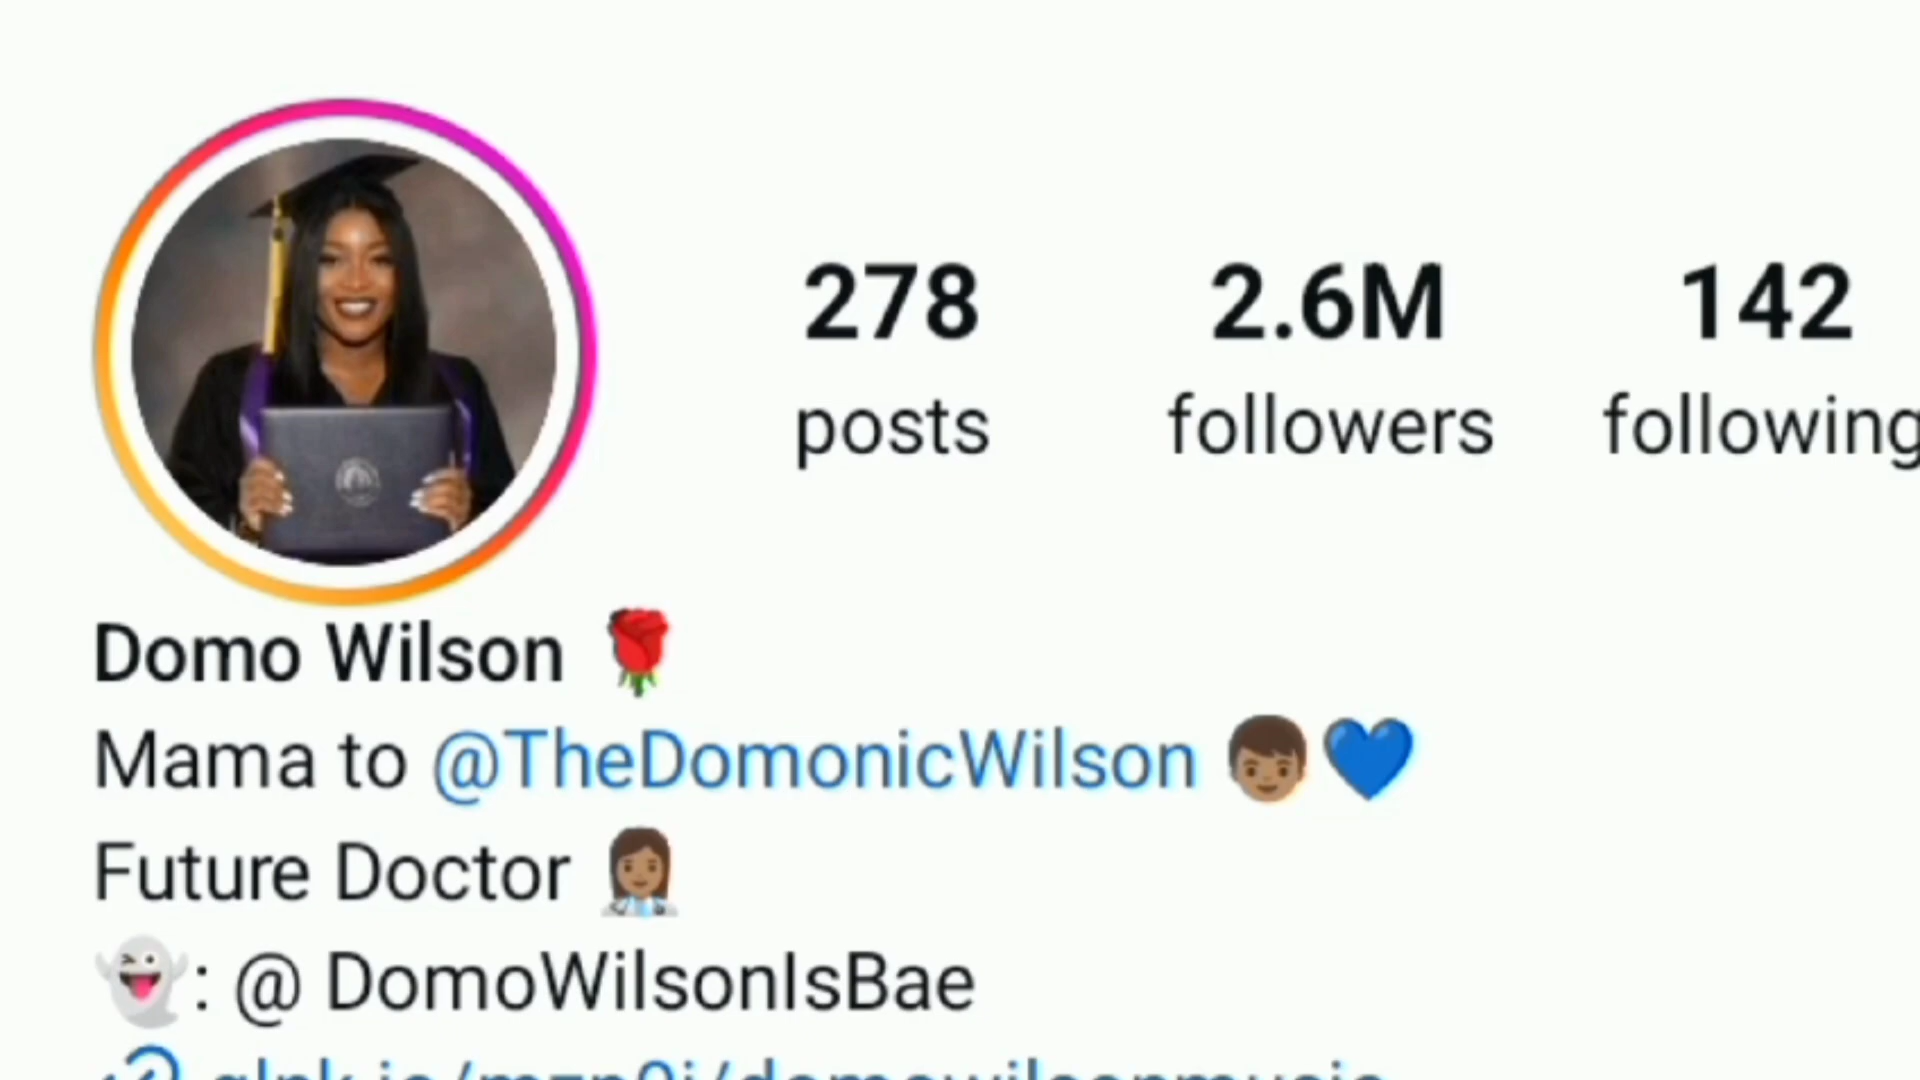 278 2.6M 142
posts followers following
Domo Wilson 🌹
Mama to @TheDomonicWilson 👦🏽💙
Future Doctor 👩🏽‍⚕️
👻: @ DomoWilsonIsBae